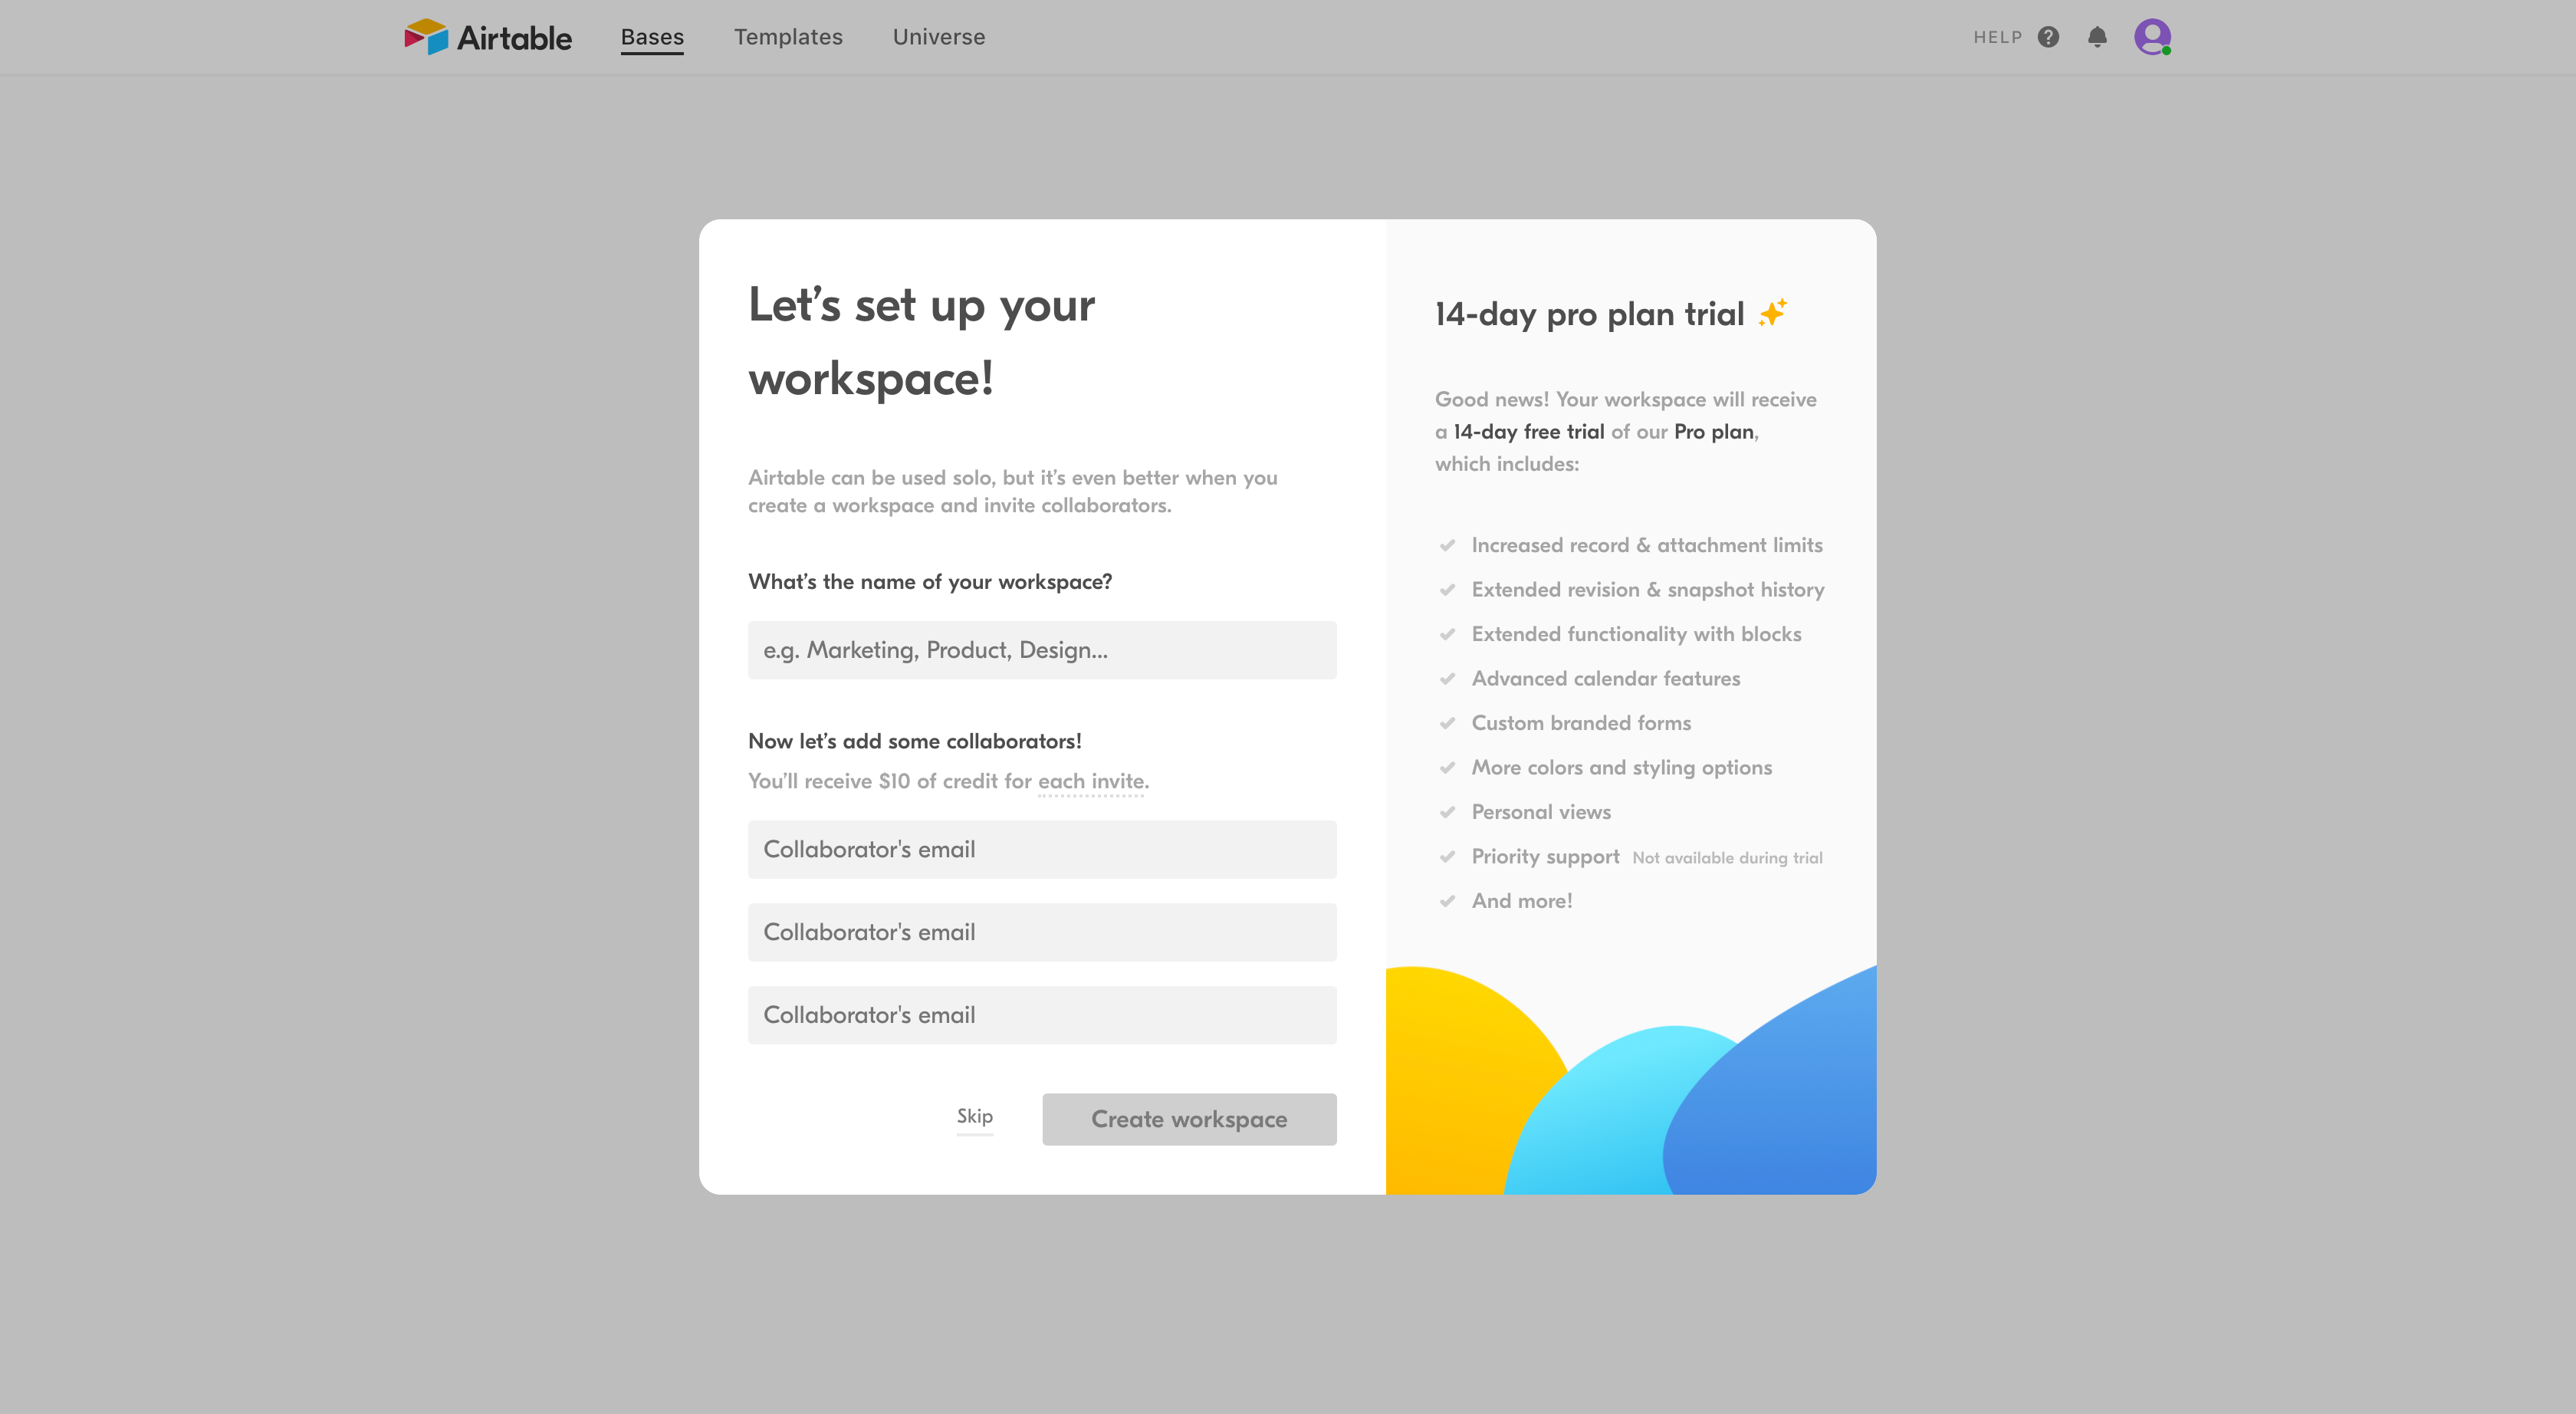 Airtable
Bases
Templates
Universe
HELP
Let’s set up your
workspace!
Airtable can be used solo, but it’s even better when you
create a workspace and invite collaborators.
What’s the name of your workspace?
e.g. Marketing, Product, Design...
Now let’s add some collaborators!
You’ll receive $10 of credit for each invite.
Collaborator's email
Collaborator's email
Collaborator's email
Skip
Create workspace
14-day pro plan trial
Good news! Your workspace will receive
a 14-day free trial of our Pro plan,
which includes:
Increased record & attachment limits
Extended revision & snapshot history
Extended functionality with blocks
Advanced calendar features
Custom branded forms
More colors and styling options
Personal views
Priority support Not available during trial
And more!